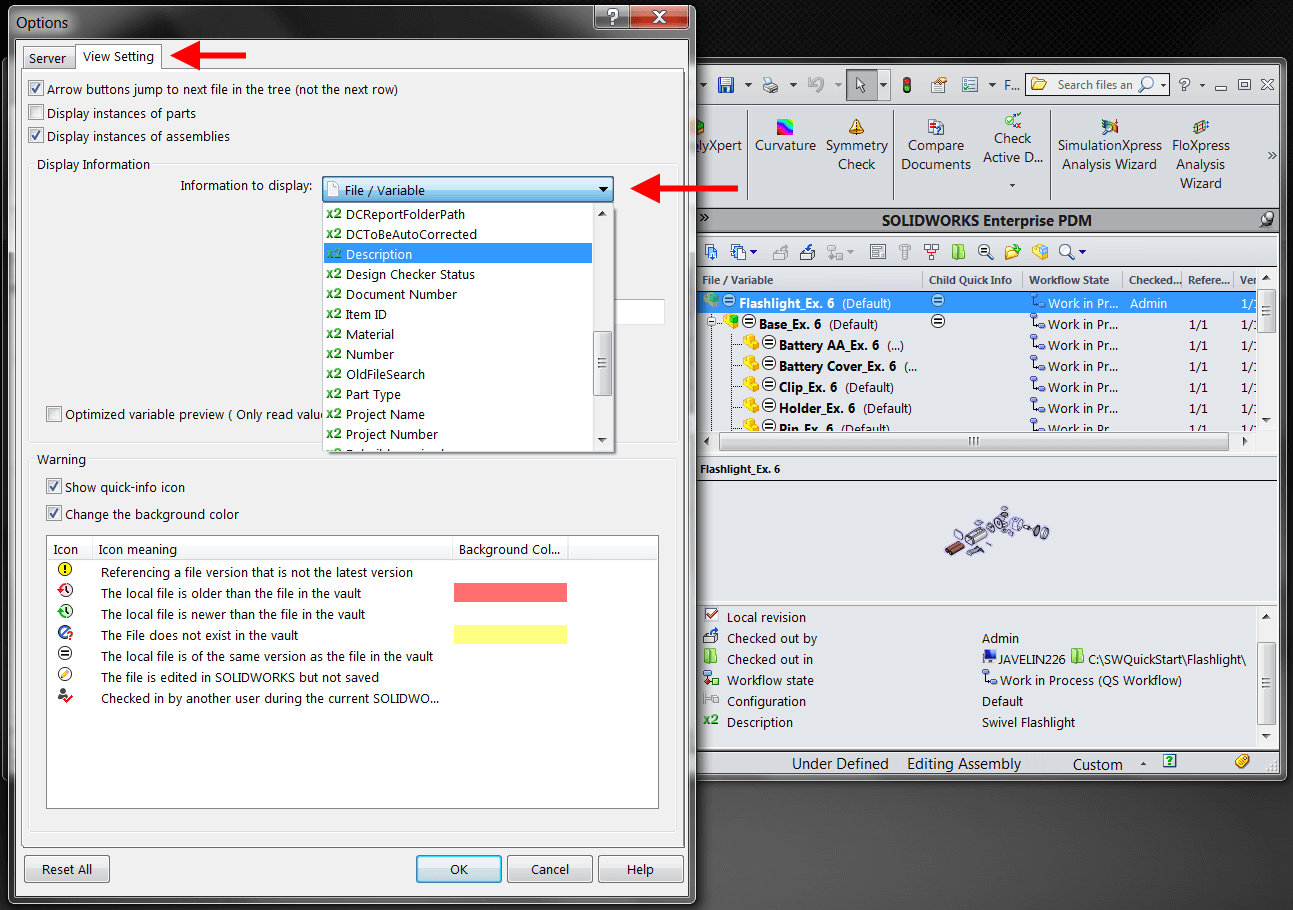 Options
Server
View Setting
Arrow buttons jump to next file in the tree (not the next row)
Display instances of parts
Display instances of assemblies
Display Information
Information to display:
File / Variable
x2 DCReportFolderPath
x2 DCToBeAutoCorrected
x2 Description
x2 Design Checker Status
x2 Document Number
x2 Item ID
x2 Material
x2 Number
x2 OldFileSearch
x2 Part Type
x2 Project Name
x2 Project Number
Optimized variable preview ( Only read valu
Warning
Show quick-info icon
Change the background color
Icon Icon meaning Background Col...
Referencing a file version that is not the latest version
The local file is older than the file in the vault
The local file is newer than the file in the vault
The File does not exist in the vault
The local file is of the same version as the file in the vault
The file is edited in SOLIDWORKS but not saved
Checked in by another user during the current SOLIDWO...
Reset All
OK
Cancel
Help
F...
Search files an
lyXpert
Curvature
Symmetry
Check
Compare
Documents
Check
Active D...
SimulationXpress
Analysis Wizard
FloXpress
Analysis
Wizard
SOLIDWORKS Enterprise PDM
File / Variable Child Quick Info Workflow State Checked... Refere... Ver
Flashlight_Ex. 6 (Default) Work in Pr... Admin 1/1
Base_Ex. 6 (Default) Work in Pr... 1/1 1/1
Battery AA_Ex. 6 (...) Work in Pr... 1/1 1/1
Battery Cover_Ex. 6 (... Work in Pr... 1/1 1/1
Clip_Ex. 6 (Default) Work in Pr... 1/1 1/1
Holder_Ex. 6 (Default) Work in Pr... 1/1 1/1
Pin_Ex. 6 (Default) Work in Pr... 1/1 1/1
Flashlight_Ex. 6
Local revision
Checked out by Admin
Checked out in JAVELIN226 C:\SWQuickStart\Flashlight\
Workflow state Work in Process (QS Workflow)
Configuration Default
x2 Description Swivel Flashlight
Under Defined Editing Assembly Custom